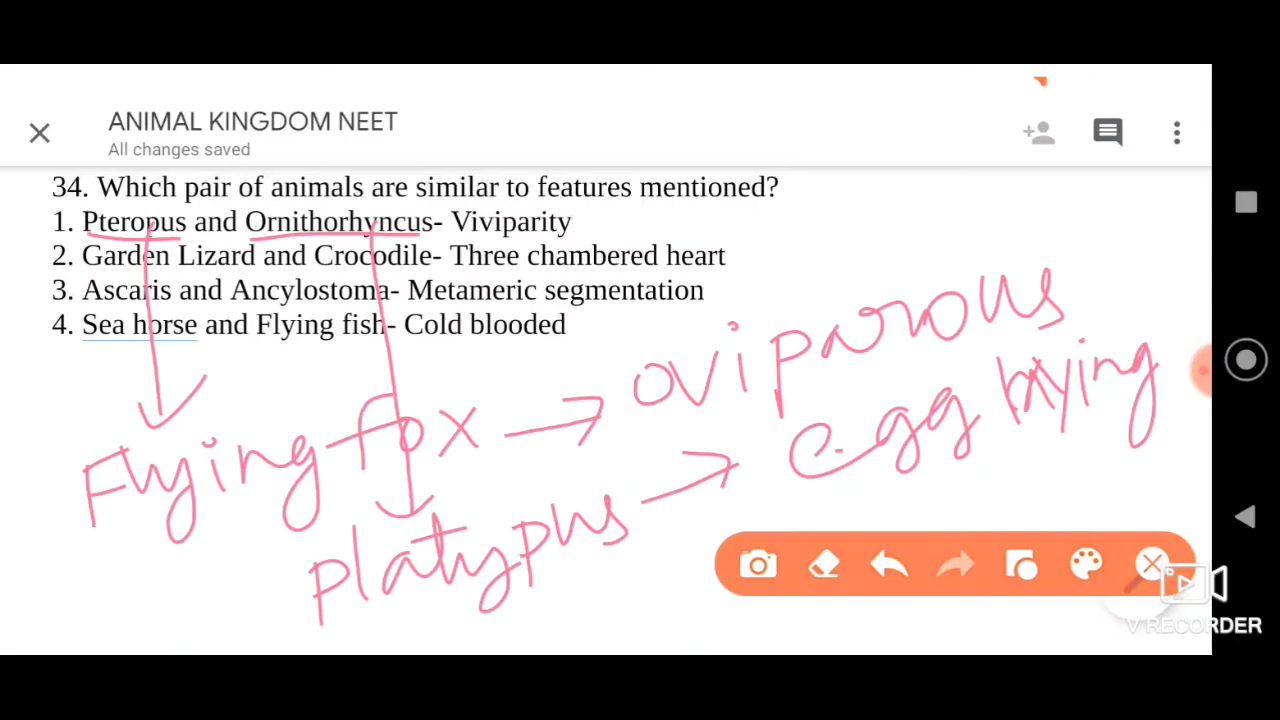 ANIMAL KINGDOM NEET
All changes saved
34. Which pair of animals are similar to features mentioned?
1. Pteropus and Ornithorhyncus- Viviparity
2. Garden Lizard and Crocodile- Three chambered heart
3. Ascaris and Ancylostoma- Metameric segmentation
4. Sea horse and Flying fish- Cold blooded
Flying fox → oviparous
platypus → egg laying
V RECORDER